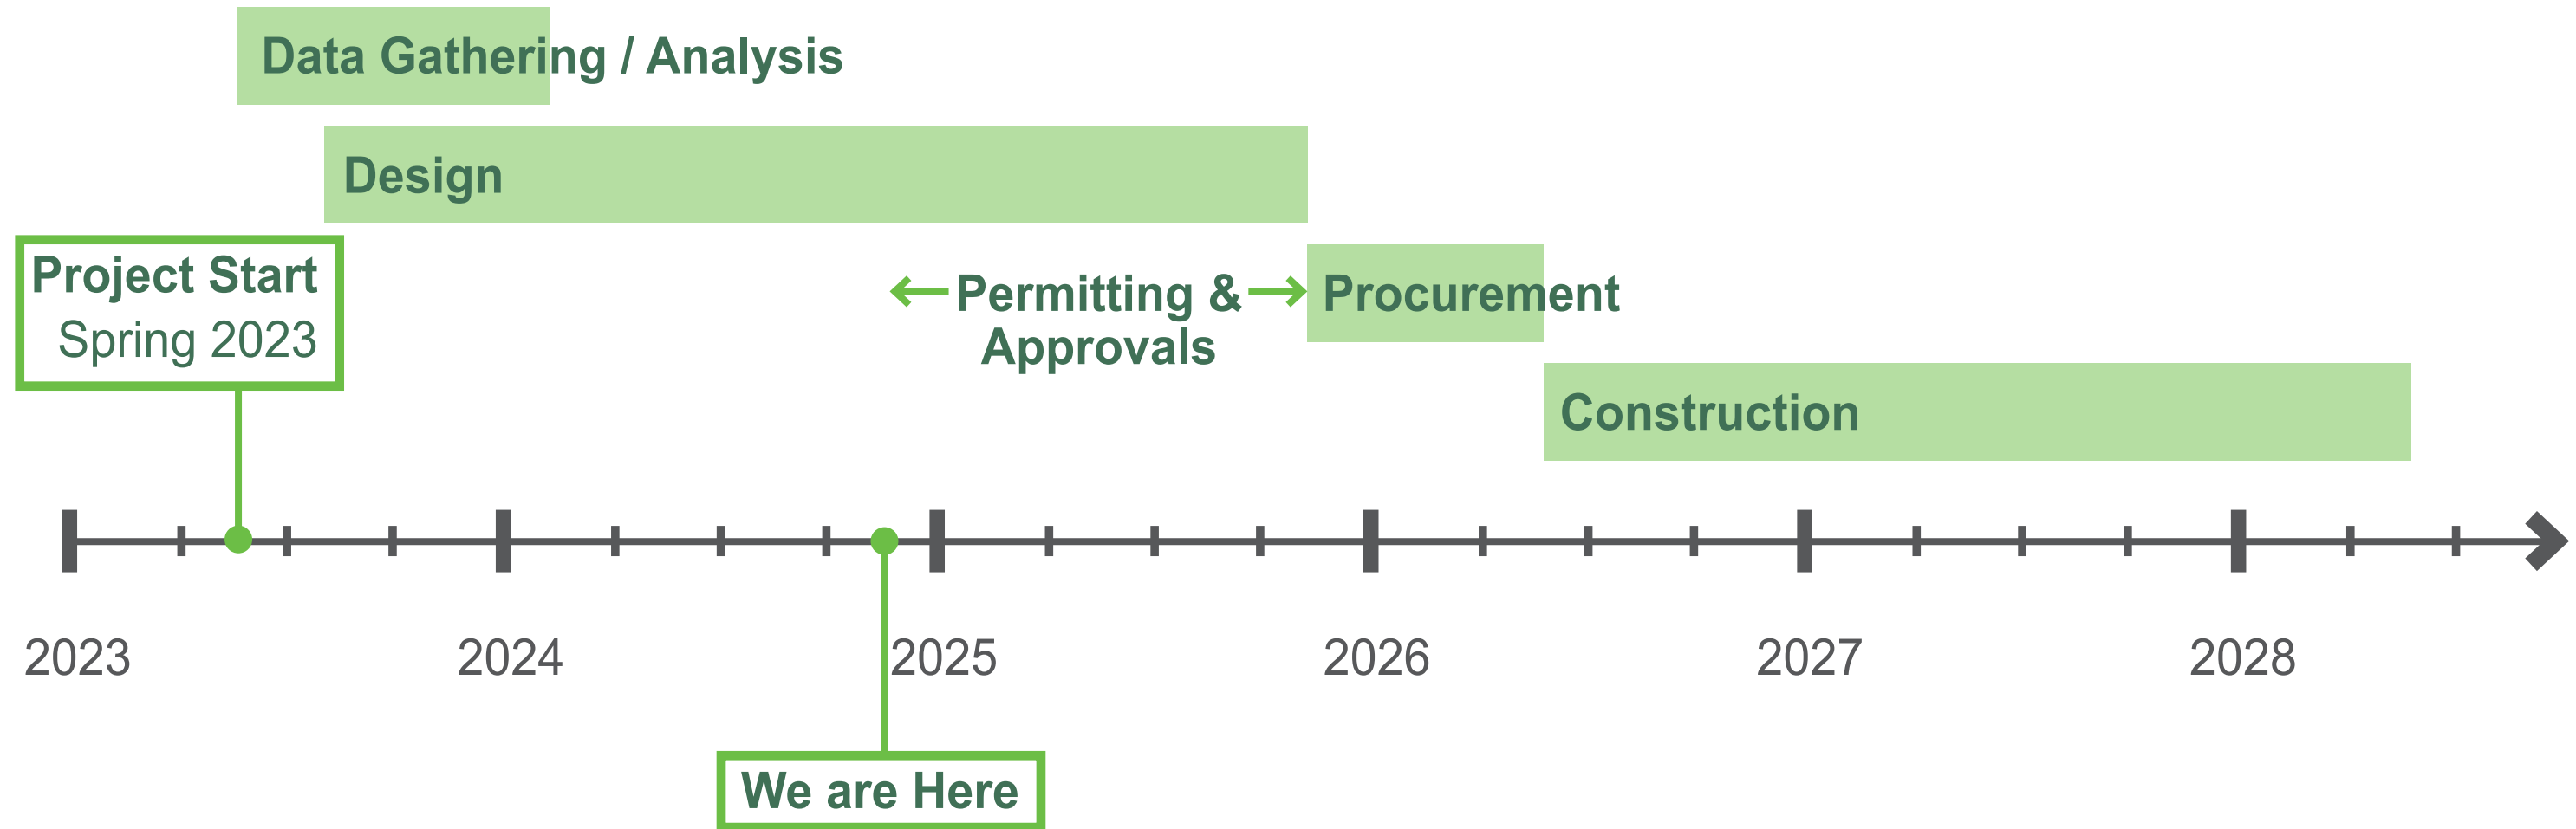 Data Gathering / Analysis
Design
Project Start
Spring 2023
Permitting &
Approvals
Procurement
Construction
2023
2024
2025
2026
2027
2028
We are Here